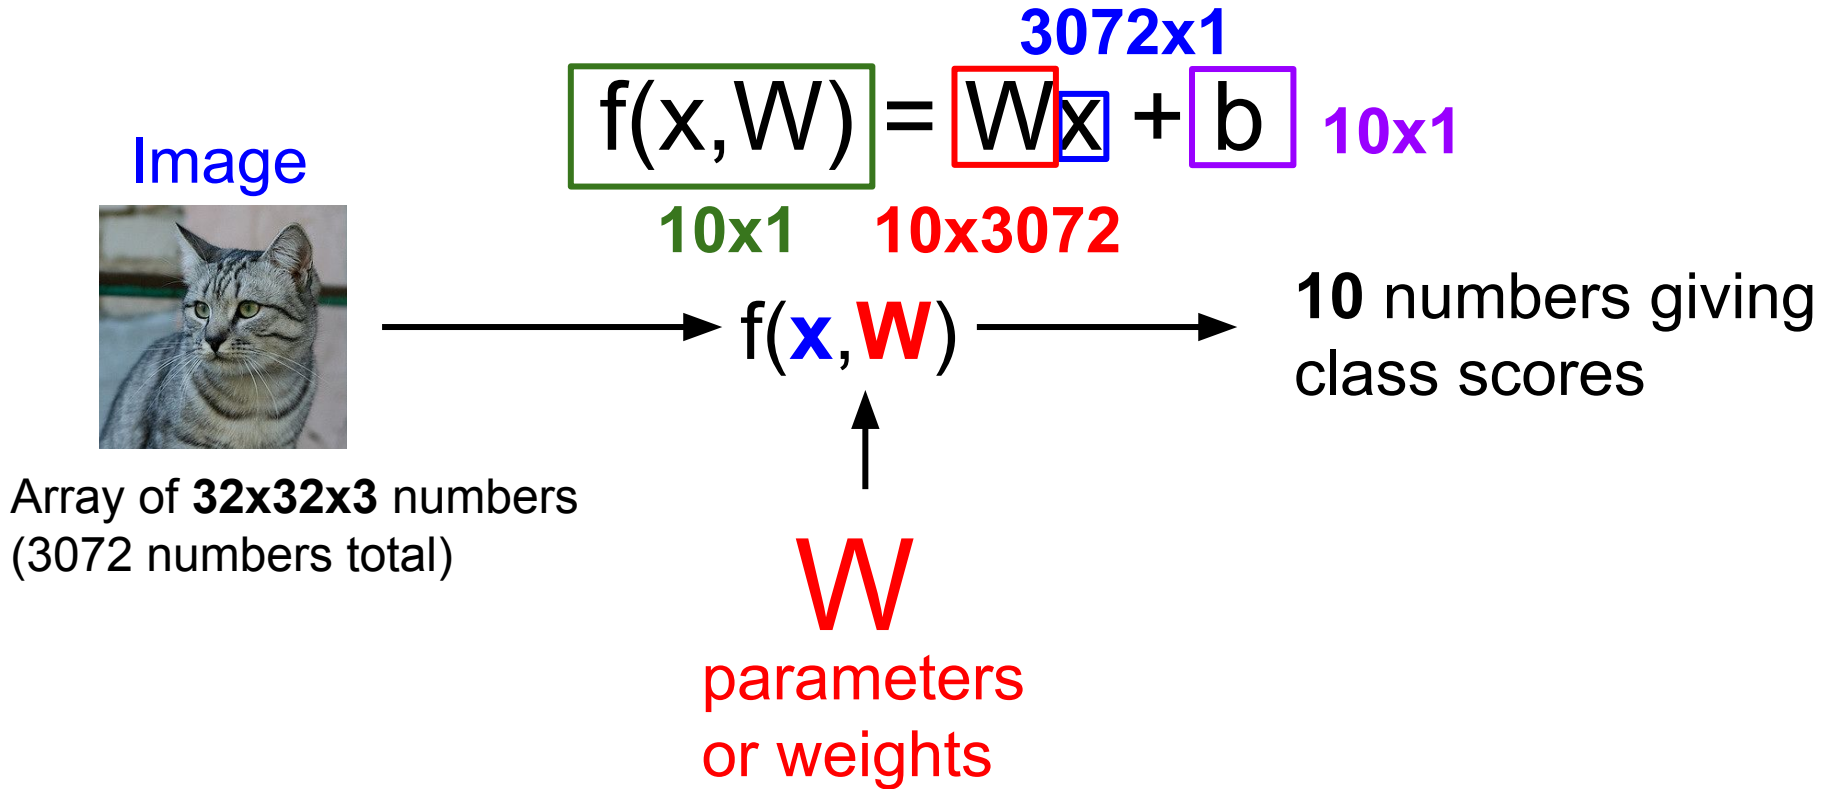 3072x1
f(x,W) = Wx + b 10x1
10x1 10x3072
Image
f(x,W)
10 numbers giving
class scores
Array of 32x32x3 numbers
(3072 numbers total)
W
parameters
or weights